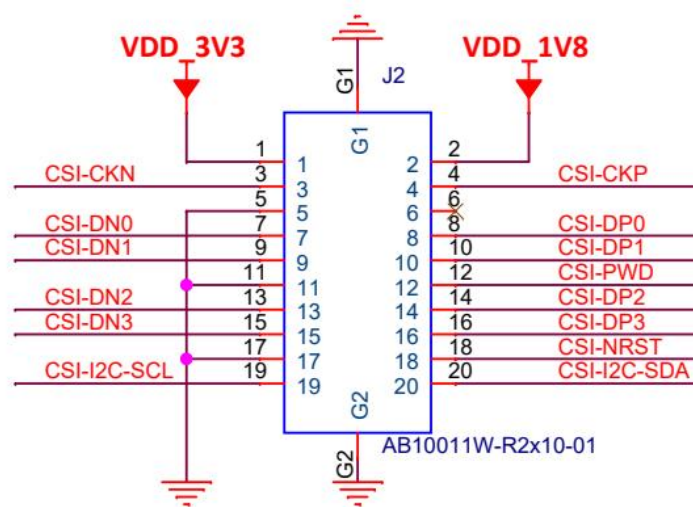 VDD_3V3 VDD_1V8
G1 J2
1 G1 2
1 2
CSI-CKN 3 3 4 4 CSI-CKP
5 5 6 6
CSI-DN0 7 7 8 8 CSI-DP0
CSI-DN1 9 9 10 10 CSI-DP1
11 11 12 12 CSI-PWD
CSI-DN2 13 13 14 14 CSI-DP2
CSI-DN3 15 15 16 16 CSI-DP3
17 17 18 18 CSI-NRST
CSI-I2C-SCL 19 19 20 20 CSI-I2C-SDA
G2
G2 AB10011W-R2x10-01